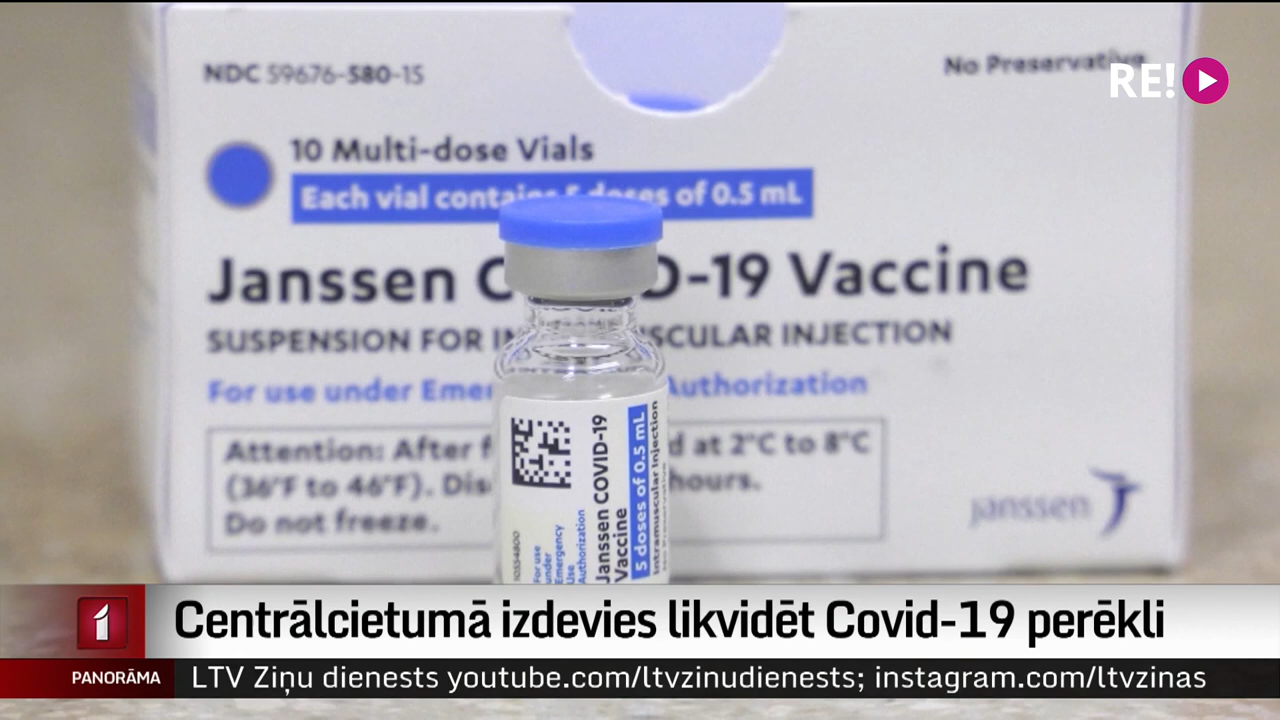 NDC 59676-580-15
No Preservative
RE!
10 Multi-dose Vials
Each vial contains 5 doses of 0.5 mL
Janssen C D-19 Vaccine
SUSPENSION FOR IN SCULAR INJECTION
For use under Emer Authorization
Attention: After f d at 2°C to 8°C
(36°F to 46°F). Dis hours.
Do not freeze.
janssen
For use
under
Emergency
Use
Authorization
Janssen COVID-19
Vaccine
5 doses of 0.5 mL
Intramuscular Injection
1
Centrālcietumā izdevies likvidēt Covid-19 perēkli
PANORĀMA
LTV Ziņu dienests youtube.com/ltvzinudienests; instagram.com/ltvzinas